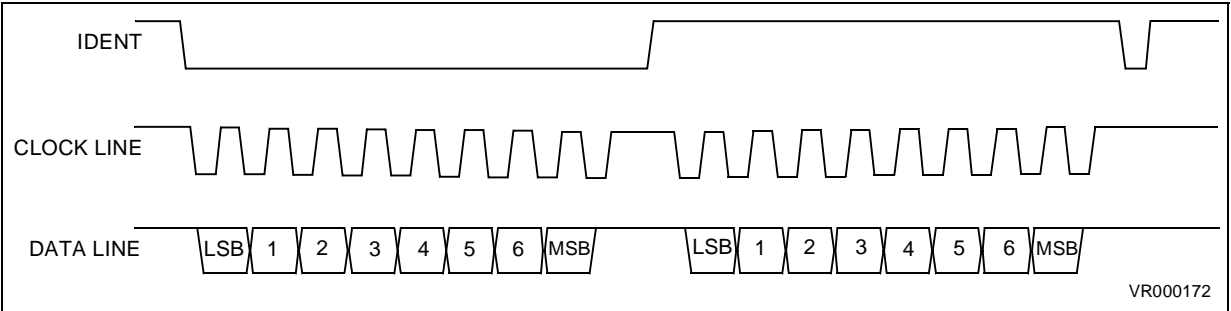 IDENT
CLOCK LINE
DATA LINE LSB 1 2 3 4 5 6 MSB LSB 1 2 3 4 5 6 MSB
VR000172